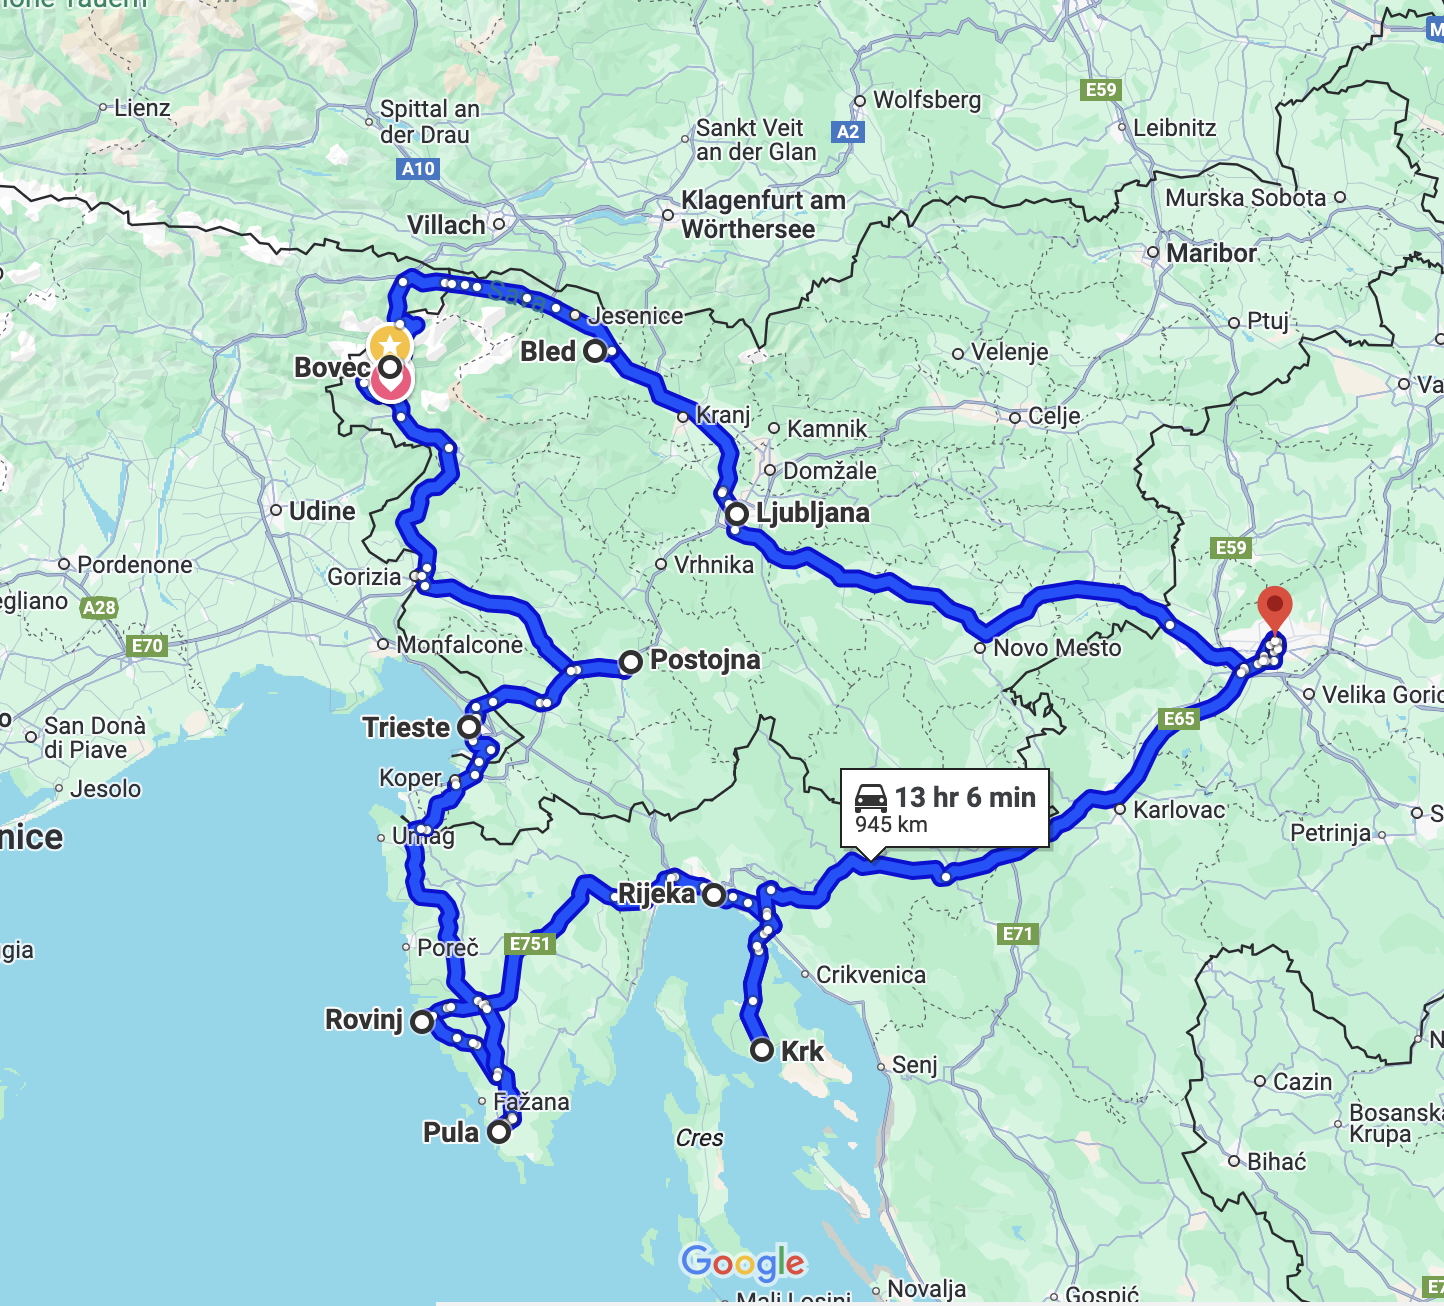 Lienz
Spittal an
der Drau
A10
Sankt Veit
an der Glan
A2
Wolfsberg
E59
Leibnitz
Klagenfurt am
Wörthersee
Villach
Murska Sobota
Maribor
Jesenice
Bled
Bovec
Ptuj
Velenje
Kranj
Kamnik
Celje
Domžale
Udine
Ljubljana
Pordenone
Vrhnika
E59
Gorizia
A28
E70
Monfalcone
Novo Mesto
Postojna
Velika Goric
San Donà
di Piave
Trieste
E65
Jesolo
Koper
13 hr 6 min
945 km
Karlovac
Petrinja
Umag
Rijeka
Poreč
E751
E71
Crikvenica
Rovinj
Krk
Senj
Cazin
Fažana
Pula
Cres
Bosanska
Krupa
Bihać
Google
Novalja
Gospić